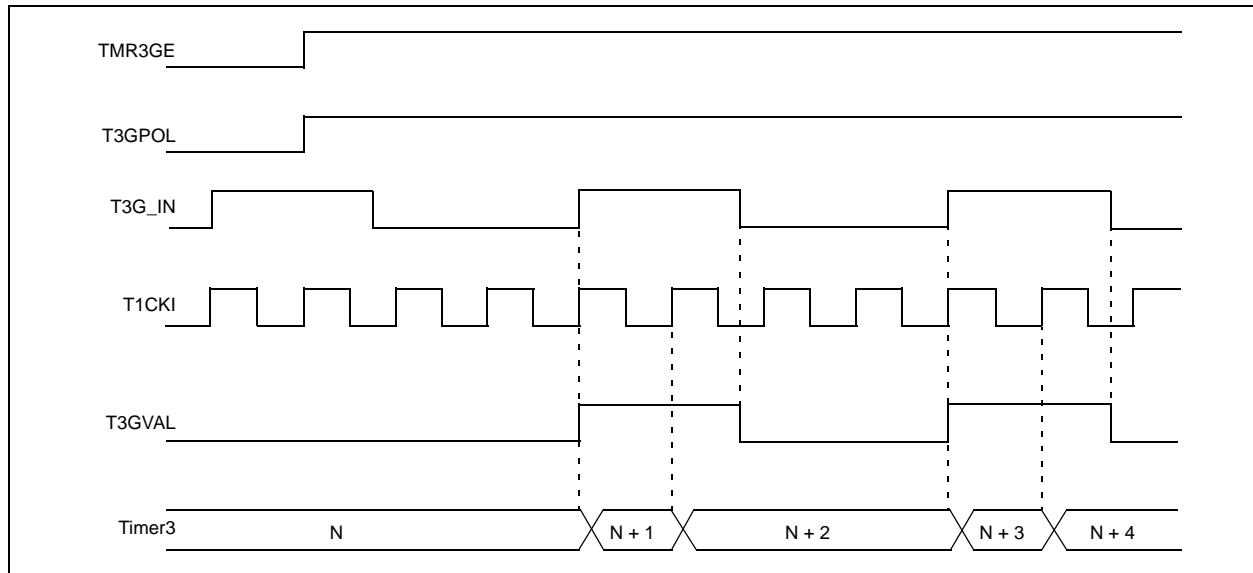 TMR3GE
T3GPOL
T3G_IN
T1CKI
T3GVAL
Timer3 N N + 1 N + 2 N + 3 N + 4